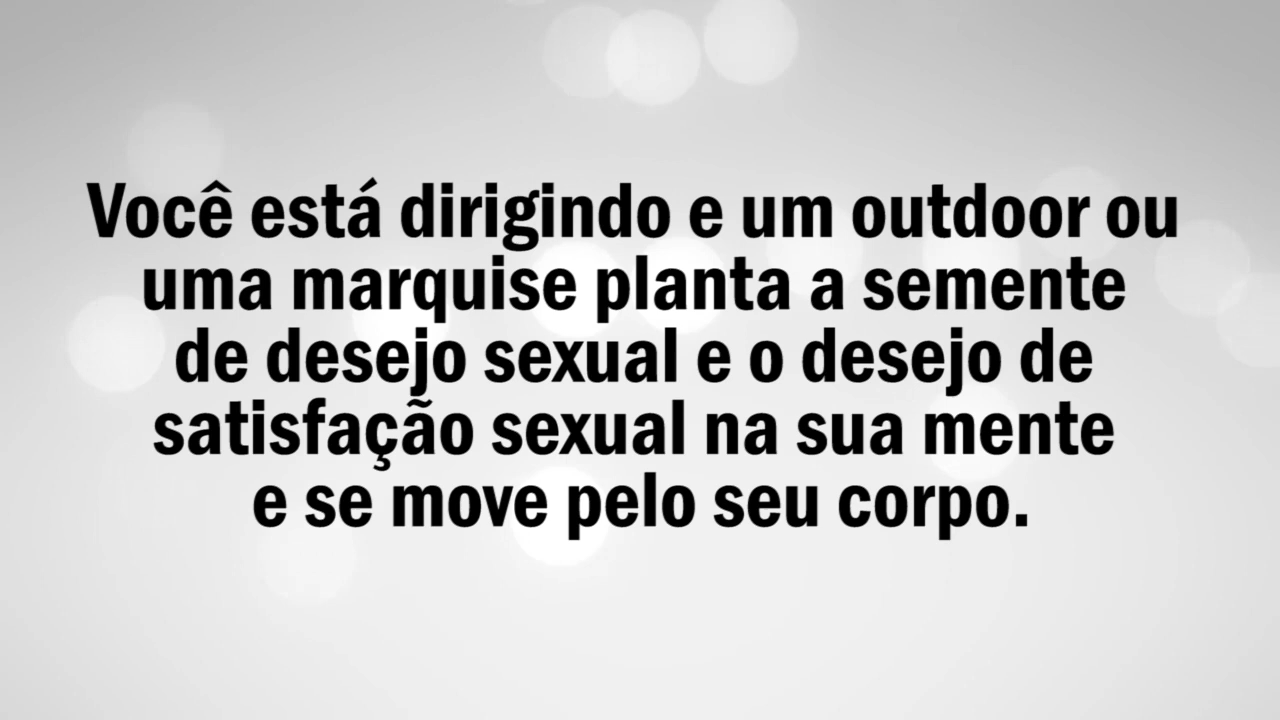 Você está dirigindo e um outdoor ou
uma marquise planta a semente
de desejo sexual e o desejo de
satisfação sexual na sua mente
e se move pelo seu corpo.